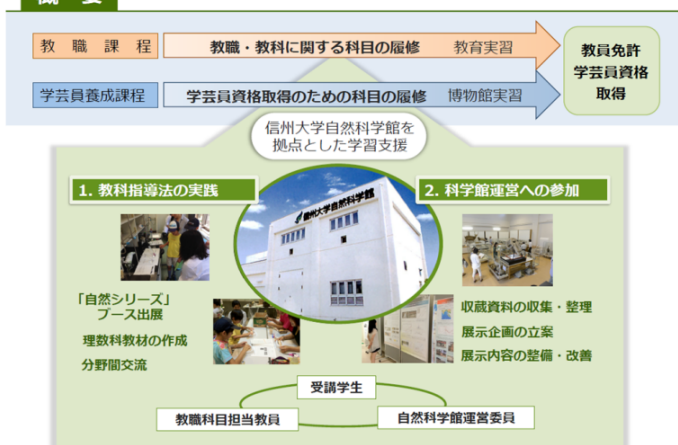 概 要
教 職 課 程
教職・教科に関する科目の履修 教育実習
学芸員養成課程
学芸員資格取得のための科目の履修 博物館実習
教員免許
学芸員資格
取得
信州大学自然科学館を
拠点とした学習支援
1. 教科指導法の実践
2. 科学館運営への参加
信州大学自然科学館
「自然シリーズ」
ブース出展
理数科教材の作成
分野間交流
収蔵資料の収集・整理
展示企画の立案
展示内容の整備・改善
受講学生
教職科目担当教員
自然科学館運営委員